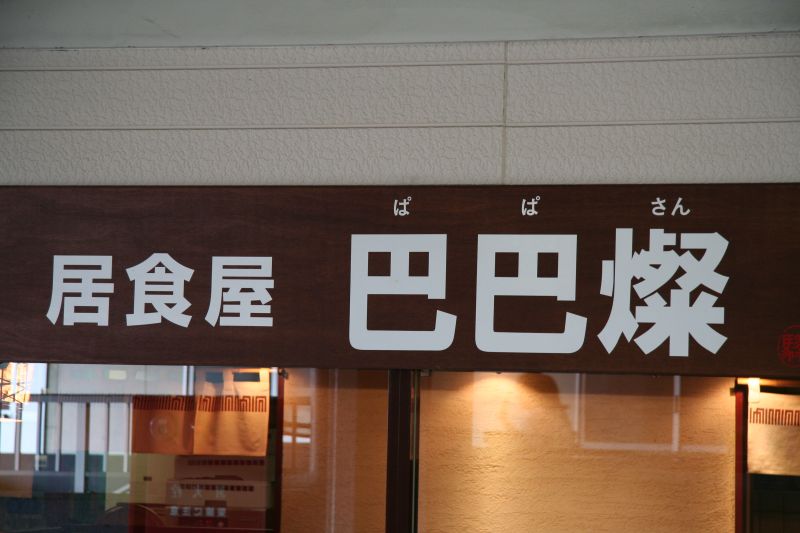 ぱ ぱ さん
居食屋 巴巴燦